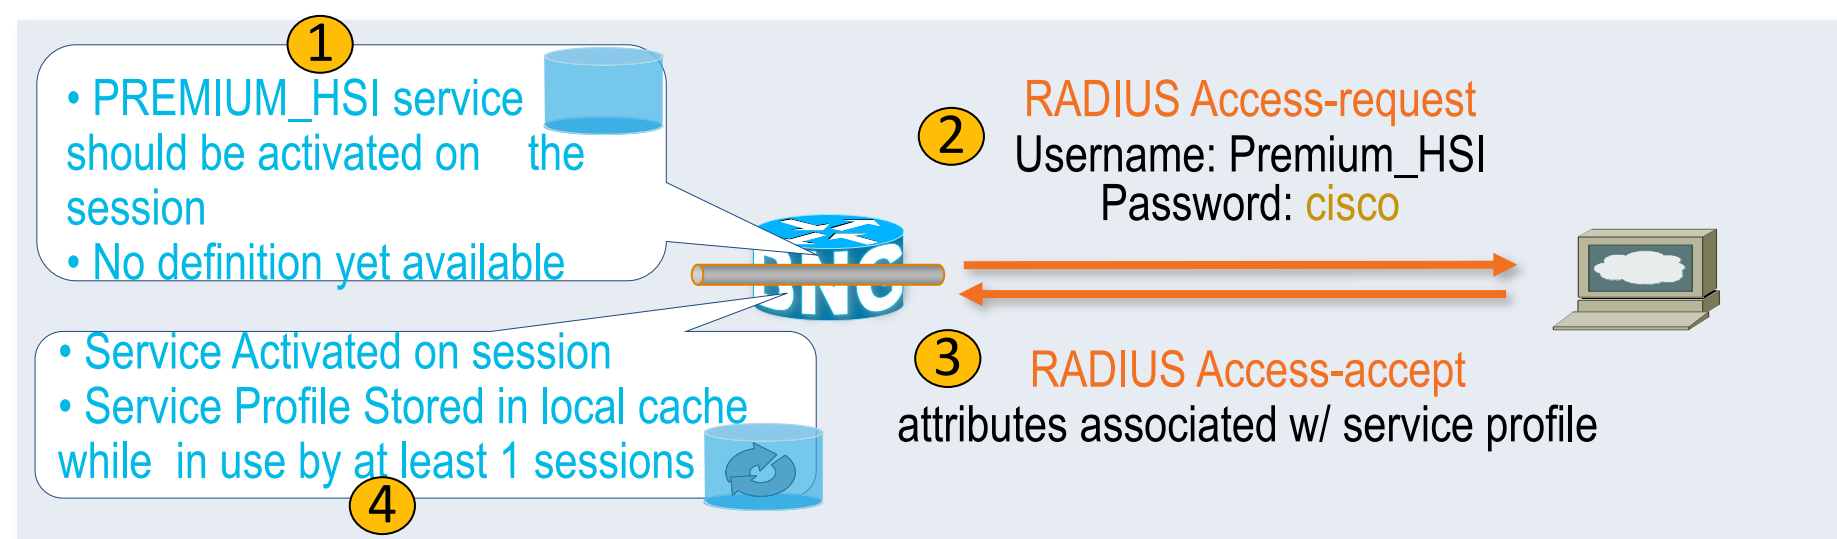 1
• PREMIUM_HSI service
should be activated on the
session
• No definition yet available
2
RADIUS Access-request
Username: Premium_HSI
Password: cisco
BNG
3
RADIUS Access-accept
attributes associated w/ service profile
• Service Activated on session
• Service Profile Stored in local cache
while in use by at least 1 sessions
4